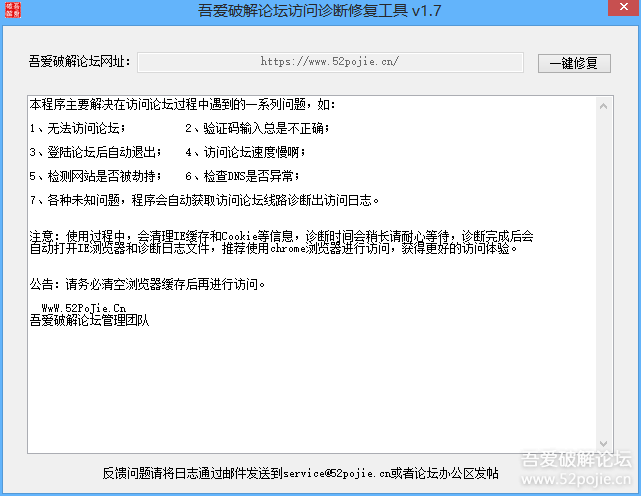 吾爱破解论坛访问诊断修复工具 v1.7
吾爱破解论坛网址： https://www.52pojie.cn/ 一键修复
本程序主要解决在访问论坛过程中遇到的一系列问题，如：
1、无法访问论坛； 2、验证码输入总是不正确；
3、登陆论坛后自动退出； 4、访问论坛速度慢啊；
5、检测网站是否被劫持； 6、检查DNS是否异常；
7、各种未知问题，程序会自动获取访问论坛线路诊断出访问日志。
注意：使用过程中，会清理IE缓存和Cookie等信息，诊断时间会稍长请耐心等待，诊断完成后会
自动打开IE浏览器和诊断日志文件，推荐使用chrome浏览器进行访问，获得更好的访问体验。
公告：请务必清空浏览器缓存后再进行访问。
WwW.52PoJie.Cn
吾爱破解论坛管理团队
反馈问题请将日志通过邮件发送到service@52pojie.cn或者论坛办公区发帖
吾爱破解论坛
www.52pojie.cn